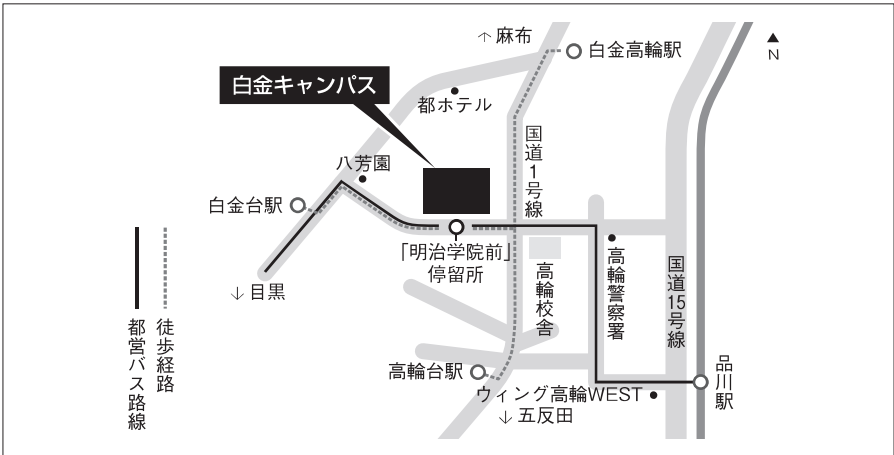 ↑麻布
白金高輪駅
N
白金キャンパス
都ホテル
国道1号線
八芳園
白金台駅
「明治学院前」
停留所
高輪校舎
高輪警察署
国道15号線
↓目黒
都営バス路線
徒歩経路
高輪台駅
ウィング高輪WEST
↓五反田
品川駅